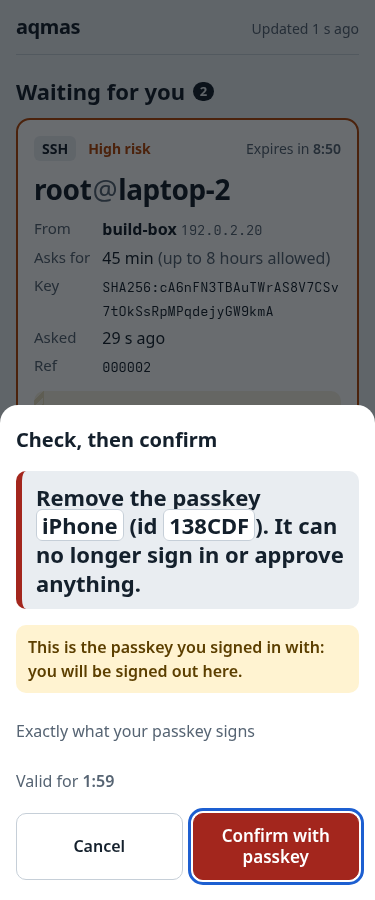 aqmas
Updated 1 s ago
Waiting for you 2
SSH High risk Expires in 8:50
root@laptop-2
From build-box 192.0.2.20
Asks for 45 min (up to 8 hours allowed)
Key SHA256:cA6nFN3TBAuTWrAS8V7CSv
7tOkSsRpMPqdejyGW9kmA
Asked 29 s ago
Ref 000002
Check, then confirm
Remove the passkey
iPhone (id 138CDF). It can
no longer sign in or approve
anything.
This is the passkey you signed in with:
you will be signed out here.
Exactly what your passkey signs
Valid for 1:59
Cancel
Confirm with
passkey